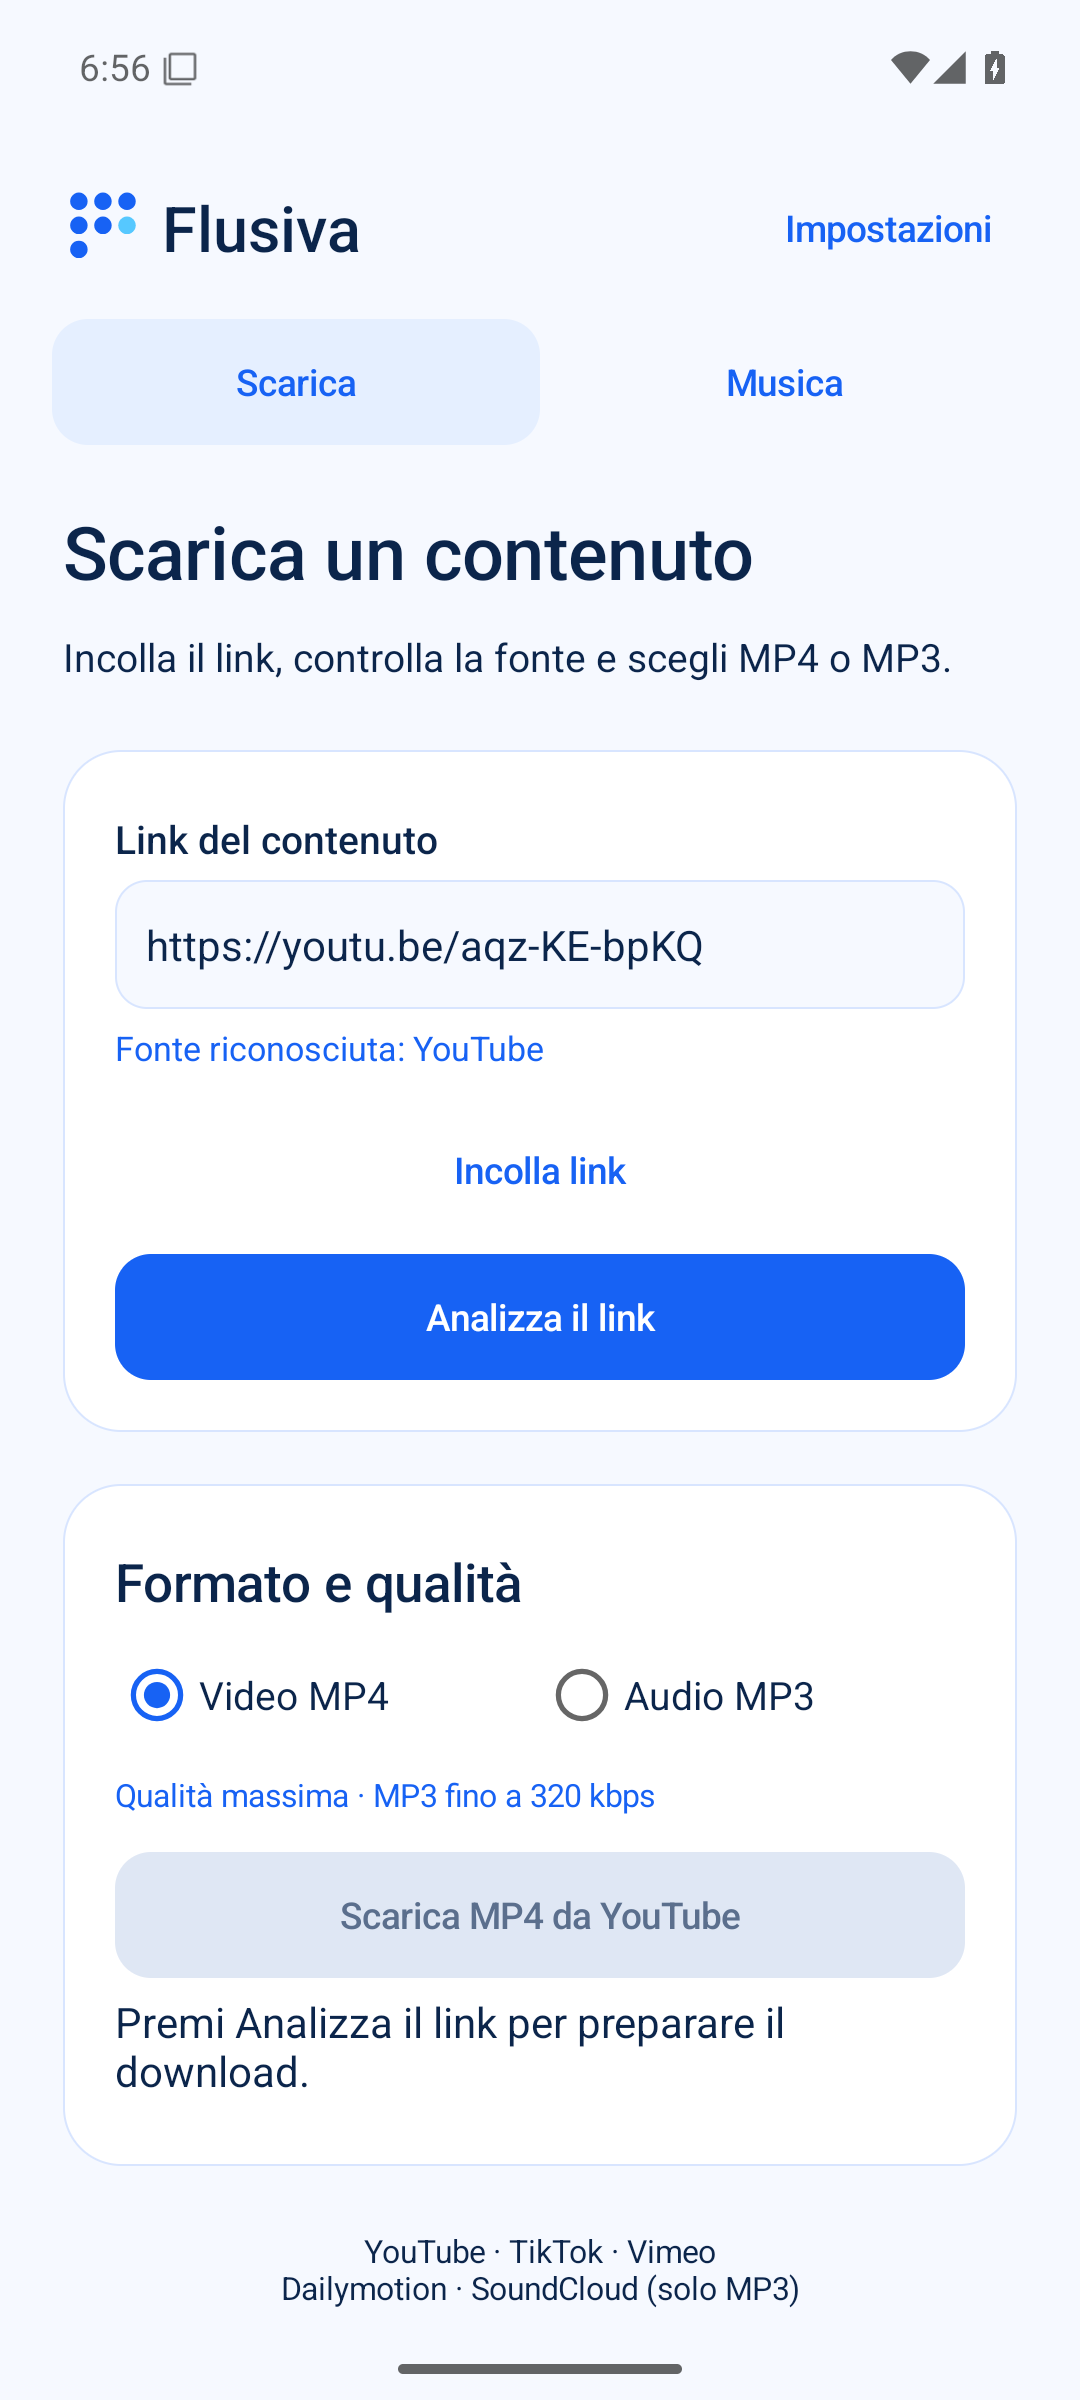 6:56
Flusiva
Impostazioni
Scarica
Musica
Scarica un contenuto
Incolla il link, controlla la fonte e scegli MP4 o MP3.
Link del contenuto
https://youtu.be/aqz-KE-bpKQ
Fonte riconosciuta: YouTube
Incolla link
Analizza il link
Formato e qualità
Video MP4
Audio MP3
Qualità massima · MP3 fino a 320 kbps
Scarica MP4 da YouTube
Premi Analizza il link per preparare il
download.
YouTube · TikTok · Vimeo
Dailymotion · SoundCloud (solo MP3)